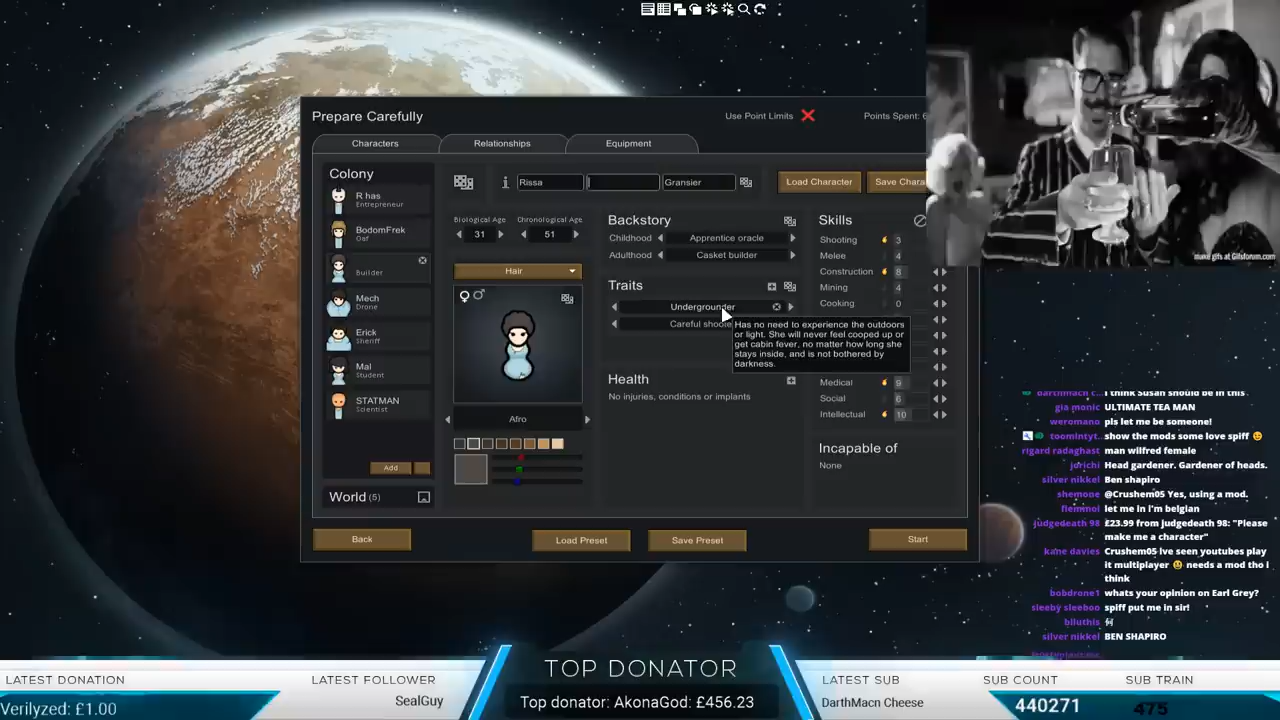 Prepare Carefully
Use Point Limits
Points Spent:
Characters
Relationships
Equipment
Colony
R has
Entrepreneur
BodomFrek
Builder
Mech
Drone
Erick
Engineer
Mal
Student
STATMAN
Scientist
Add
World (5)
Rissa
Gransier
Load Character
Save Chara
Biological Age
Chronological Age
31
51
Hair
Afro
Backstory
Childhood
Apprentice oracle
Adulthood
Casket builder
Traits
Undergrounder
Careful shoote
Has no need to experience the outdoors
or light. She will never feel cooped up or
get cabin fever, no matter how long she
stays inside, and is not bothered by
darkness.
Health
No injuries, conditions or implants
Skills
Shooting 3
Melee 4
Construction 8
Mining 4
Cooking 0
Medical 9
Social 6
Intellectual 10
Incapable of
None
Back
Load Preset
Save Preset
Start
make gifs at Gifsforum.com
I think Susan should be in this
gia monic ULTIMATE TEA MAN
weromano pls let me be someone!
toomintyt.. show the mods some love spiff
rigard radaghast man wilfred female
jorichi Head gardener. Gardener of heads.
silver nikkel Ben shapiro
shemone @Crushem05 Yes, using a mod.
flemmol let me in I'm belgian
judgedeath 98 £23.99 from judgedeath 98: "Please
make me a character"
kane davies Crushem05 ive seen youtubes play
it multiplayer needs a mod tho i
think
bobdrone1 whats your opinion on Earl Grey?
sleeby sleeboo spiff put me in sir!
biluthis
silver nikkel BEN SHAPIRO
LATEST DONATION
Verilyzed: £1.00
LATEST FOLLOWER
SealGuy
TOP DONATOR
Top donator: AkonaGod: £456.23
LATEST SUB
DarthMacn Cheese
SUB COUNT
440271
SUB TRAIN
475